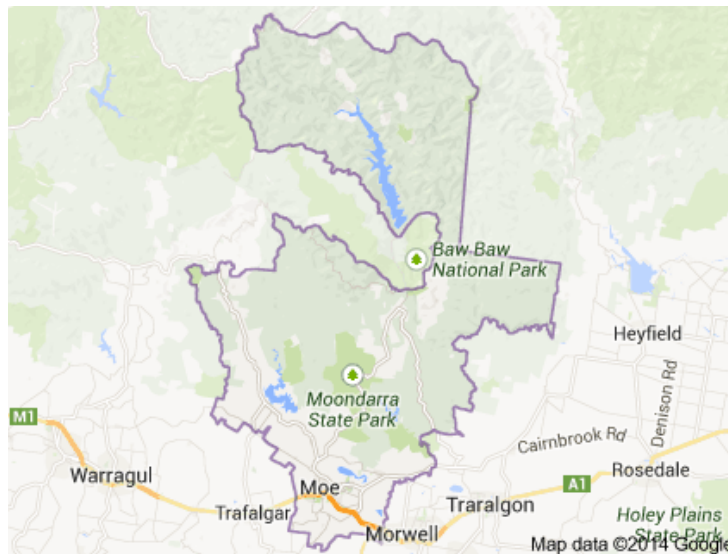 Baw Baw
National Park
Heyfield
Denison Rd
Moondarra
State Park
M1
Cairnbrook Rd
Warragul
Rosedale
Moe
A1
Traralgon
Trafalgar
Holey Plains
State Park
Morwell
Map data ©2014 Google